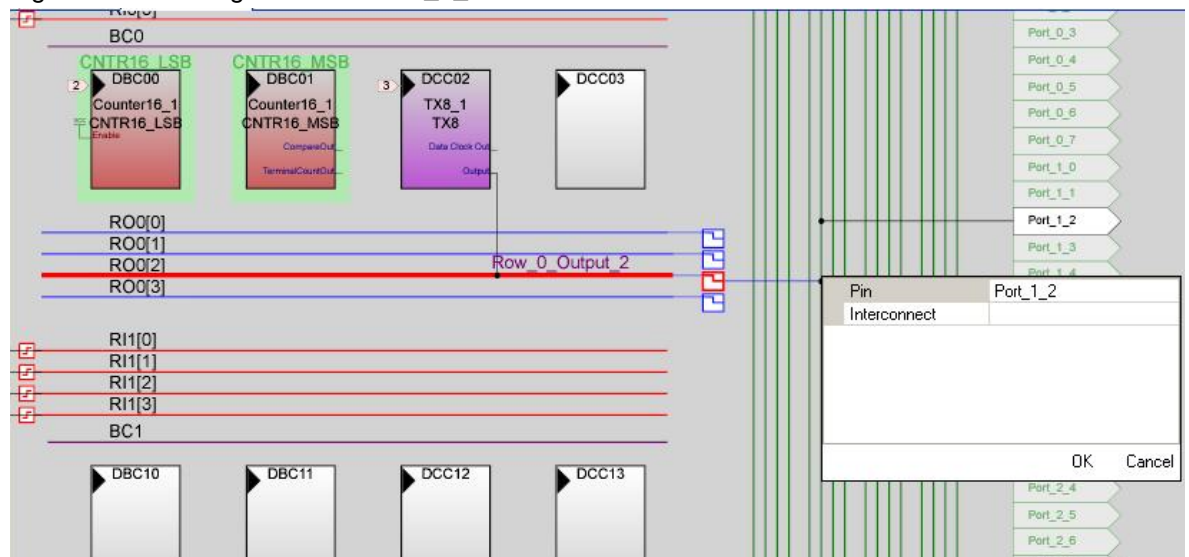 BC0
CNTR16_LSB
CNTR16_MSB
2
DBC00
Counter16_1
CNTR16_LSB
Enable
DBC01
Counter16_1
CNTR16_MSB
CompareOut
TerminalCountOut
3
DCC02
TX8_1
TX8
Data Clock Out
Output
DCC03
RO0[0]
RO0[1]
RO0[2]
RO0[3]
Row_0_Output_2
RI1[0]
RI1[1]
RI1[2]
RI1[3]
BC1
DBC10
DBC11
DCC12
DCC13
Port_0_3
Port_0_4
Port_0_5
Port_0_6
Port_0_7
Port_1_0
Port_1_1
Port_1_2
Port_1_3
Port_1_4
Pin Port_1_2
Interconnect
OK Cancel
Port_2_4
Port_2_5
Port_2_6